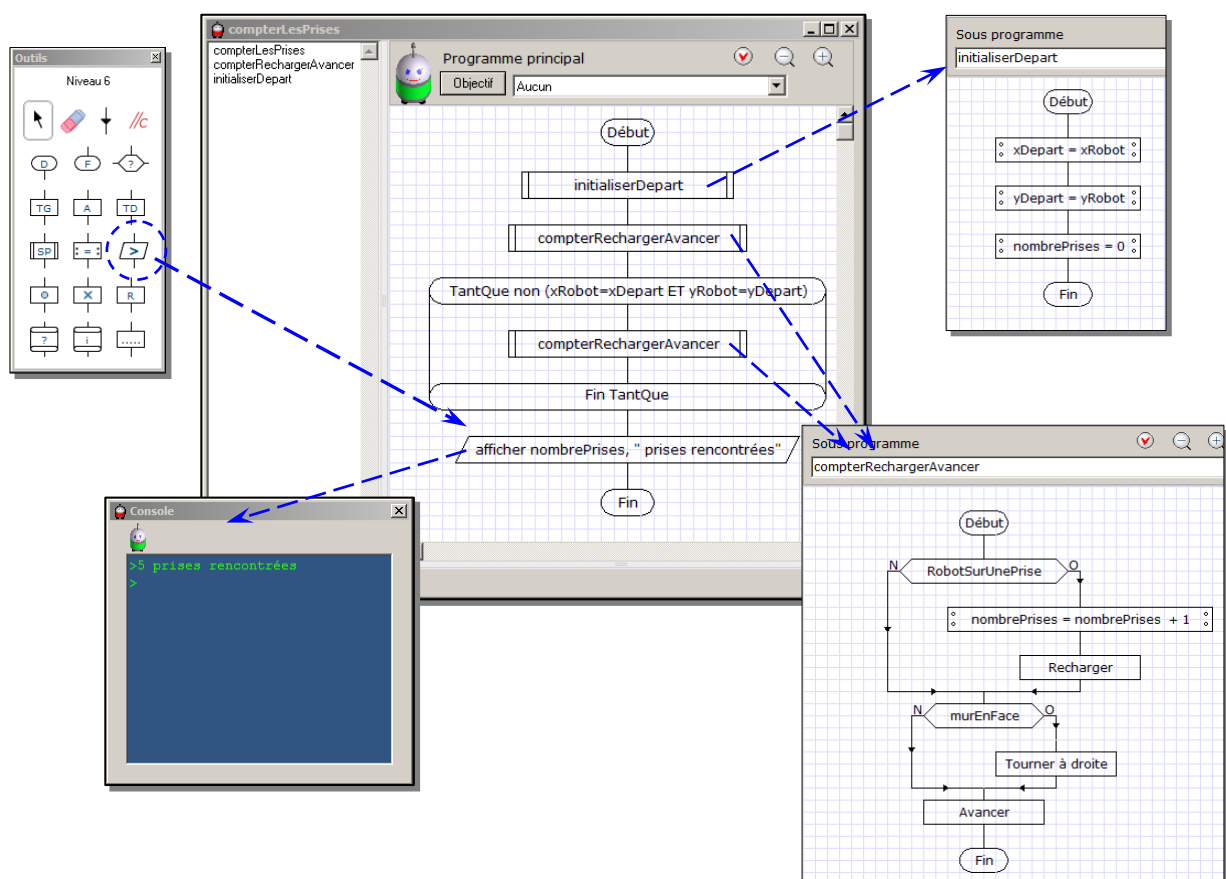 Outils
Niveau 6
//c
D
F
?
TG
A
TD
SP
: = :
>
R
?
i
.....
compterLesPrises
compterLesPrises
compterRechargerAvancer
initialiserDepart
Programme principal
Objectif
Aucun
Début
initialiserDepart
compterRechargerAvancer
TantQue non (xRobot=xDepart ET yRobot=yDepart)
compterRechargerAvancer
Fin TantQue
afficher nombrePrises, " prises rencontrées"
Fin
Sous programme
initialiserDepart
Début
xDepart = xRobot
yDepart = yRobot
nombrePrises = 0
Fin
Console
>5 prises rencontrées
>
Sous programme
compterRechargerAvancer
Début
N
RobotSurUnePrise
O
nombrePrises = nombrePrises + 1
Recharger
N
murEnFace
O
Tourner à droite
Avancer
Fin